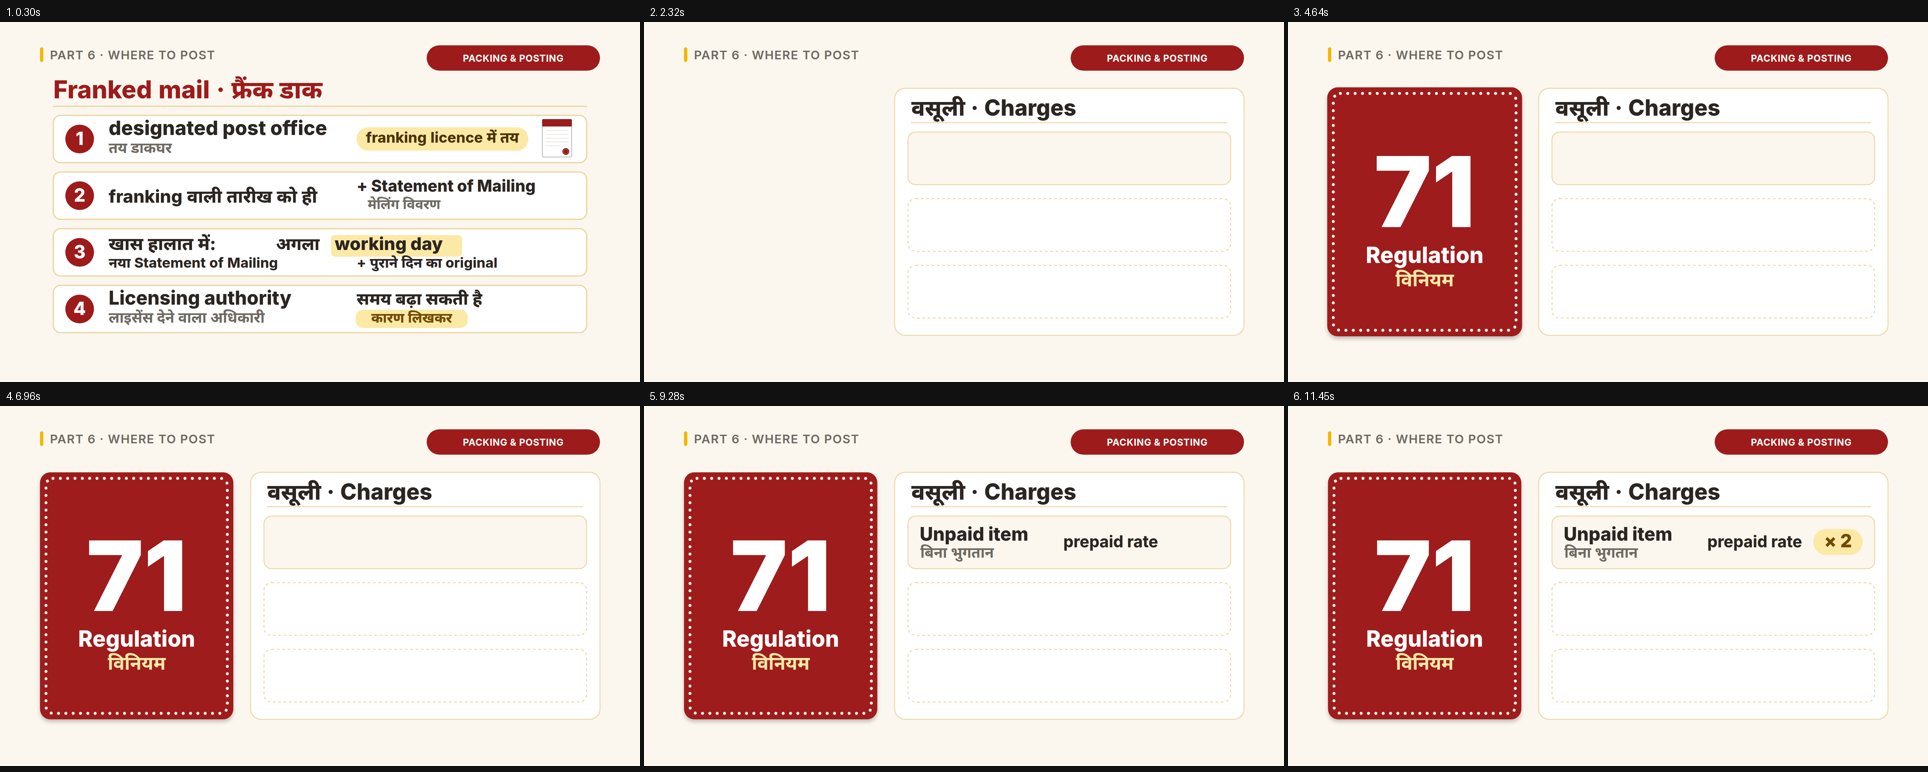 1. 0.30s
PART 6 · WHERE TO POST
PACKING & POSTING
Franked mail · फ्रैंक डाक
1
designated post office
तय डाकघर
franking licence में तय
2
franking वाली तारीख को ही
+ Statement of Mailing
मेलिंग विवरण
3
खास हालात में: अगला working day
नया Statement of Mailing + पुराने दिन का original
4
Licensing authority
लाइसेंस देने वाला अधिकारी
समय बढ़ा सकती है
कारण लिखकर
2. 2.32s
PART 6 · WHERE TO POST
PACKING & POSTING
वसूली · Charges
3. 4.64s
PART 6 · WHERE TO POST
PACKING & POSTING
71
Regulation
विनियम
वसूली · Charges
4. 6.96s
PART 6 · WHERE TO POST
PACKING & POSTING
71
Regulation
विनियम
वसूली · Charges
5. 9.28s
PART 6 · WHERE TO POST
PACKING & POSTING
71
Regulation
विनियम
वसूली · Charges
Unpaid item
बिना भुगतान
prepaid rate
6. 11.45s
PART 6 · WHERE TO POST
PACKING & POSTING
71
Regulation
विनियम
वसूली · Charges
Unpaid item
बिना भुगतान
prepaid rate × 2